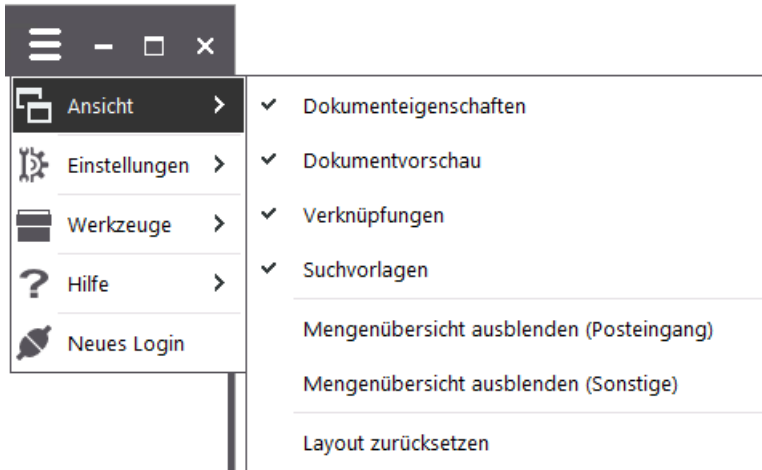 Ansicht
Einstellungen
Werkzeuge
Hilfe
Neues Login
Dokumenteigenschaften
Dokumentvorschau
Verknüpfungen
Suchvorlagen
Mengenübersicht ausblenden (Posteingang)
Mengenübersicht ausblenden (Sonstige)
Layout zurücksetzen